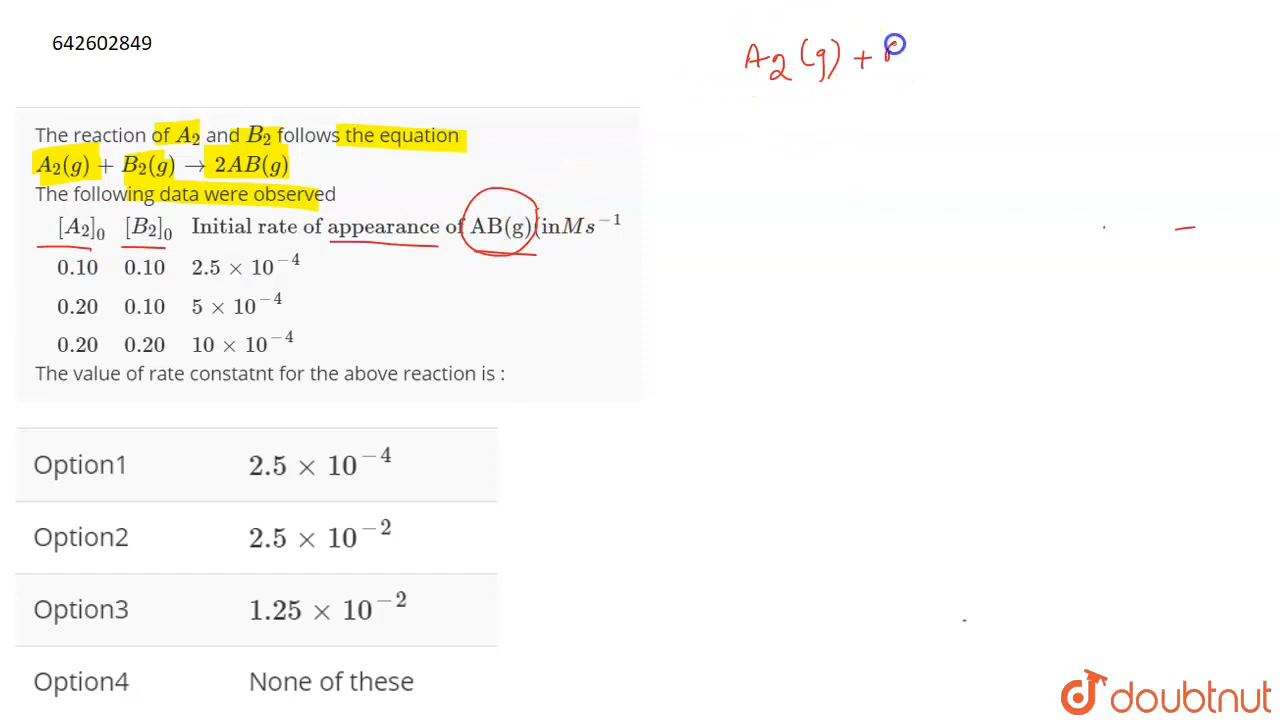 642602849
A₂(g) +
The reaction of A₂ and B₂ follows the equation
A₂(g) + B₂(g) → 2AB(g)
The following data were observed
[A₂]₀ [B₂]₀ Initial rate of appearance of AB(g)(inMs⁻¹
0.10 0.10 2.5 × 10⁻⁴
0.20 0.10 5 × 10⁻⁴
0.20 0.20 10 × 10⁻⁴
The value of rate constatnt for the above reaction is :
Option1 2.5 × 10⁻⁴
Option2 2.5 × 10⁻²
Option3 1.25 × 10⁻²
Option4 None of these
doubtnut